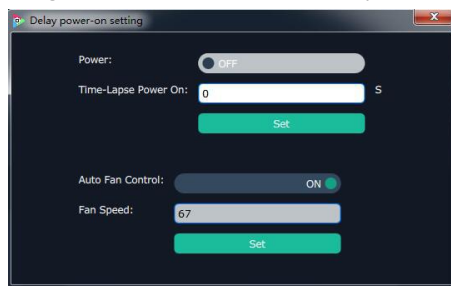 Delay power-on setting
Power: OFF
Time-Lapse Power On: 0 S
Set
Auto Fan Control: ON
Fan Speed: 67
Set